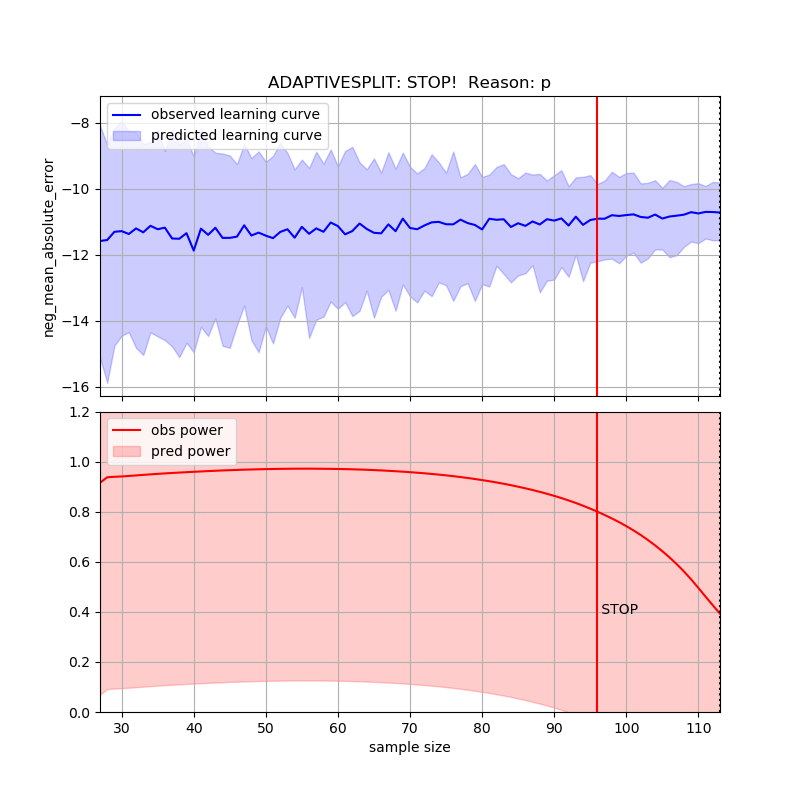 ADAPTIVESPLIT: STOP!  Reason: p
observed learning curve
predicted learning curve
neg_mean_absolute_error
−8
−10
−12
−14
−16
obs power
pred power
1.2
1.0
0.8
0.6
0.4
0.2
0.0
STOP
30 40 50 60 70 80 90 100 110
sample size